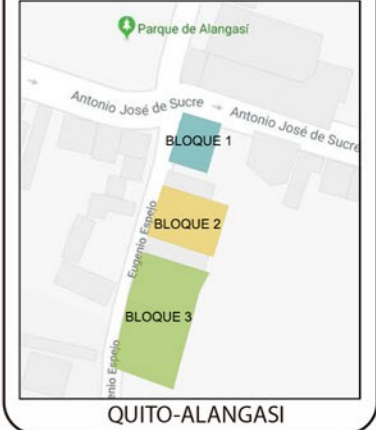 Parque de Alangasí
Antonio José de Sucre
Antonio José de Sucre
BLOQUE 1
BLOQUE 2
Eugenio Espejo
BLOQUE 3
nio Espejo
QUITO-ALANGASI